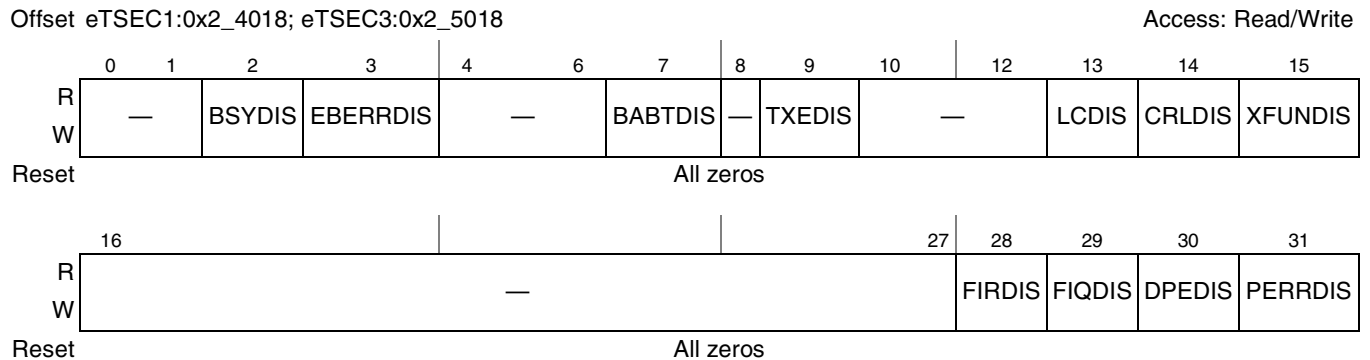 Offset eTSEC1:0x2_4018; eTSEC3:0x2_5018 Access: Read/Write
0 1 2 3 4 6 7 8 9 10 12 13 14 15
R
W
— BSYDIS EBERRDIS — BABTDIS — TXEDIS — LCDIS CRLDIS XFUNDIS
Reset All zeros
16 27 28 29 30 31
R
W
— FIRDIS FIQDIS DPEDIS PERRDIS
Reset All zeros